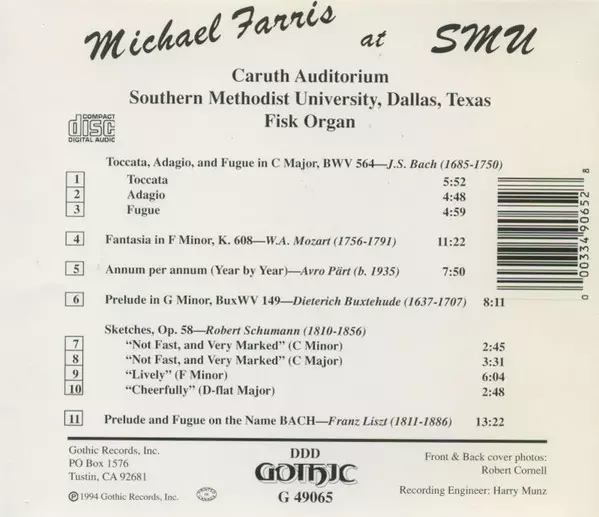 Michael Farris at SMU
Caruth Auditorium
Southern Methodist University, Dallas, Texas
Fisk Organ
COMPACT
disc
DIGITAL AUDIO
Toccata, Adagio, and Fugue in C Major, BWV 564—J.S. Bach (1685-1750)
1 Toccata 5:52
2 Adagio 4:48
3 Fugue 4:59
4 Fantasia in F Minor, K. 608—W.A. Mozart (1756-1791) 11:22
5 Annum per annum (Year by Year)—Avro Pärt (b. 1935) 7:50
6 Prelude in G Minor, BuxWV 149—Dieterich Buxtehude (1637-1707) 8:11
Sketches, Op. 58—Robert Schumann (1810-1856)
7 "Not Fast, and Very Marked" (C Minor) 2:45
8 "Not Fast, and Very Marked" (C Major) 3:31
9 "Lively" (F Minor) 6:04
10 "Cheerfully" (D-flat Major) 2:48
11 Prelude and Fugue on the Name BACH—Franz Liszt (1811-1886) 13:22
0 00334 90652 8
Gothic Records, Inc.
PO Box 1576
Tustin, CA 92681
℗ 1994 Gothic Records, Inc.
DDD
GOTHIC
G 49065
Front & Back cover photos:
Robert Cornell
Recording Engineer: Harry Munz